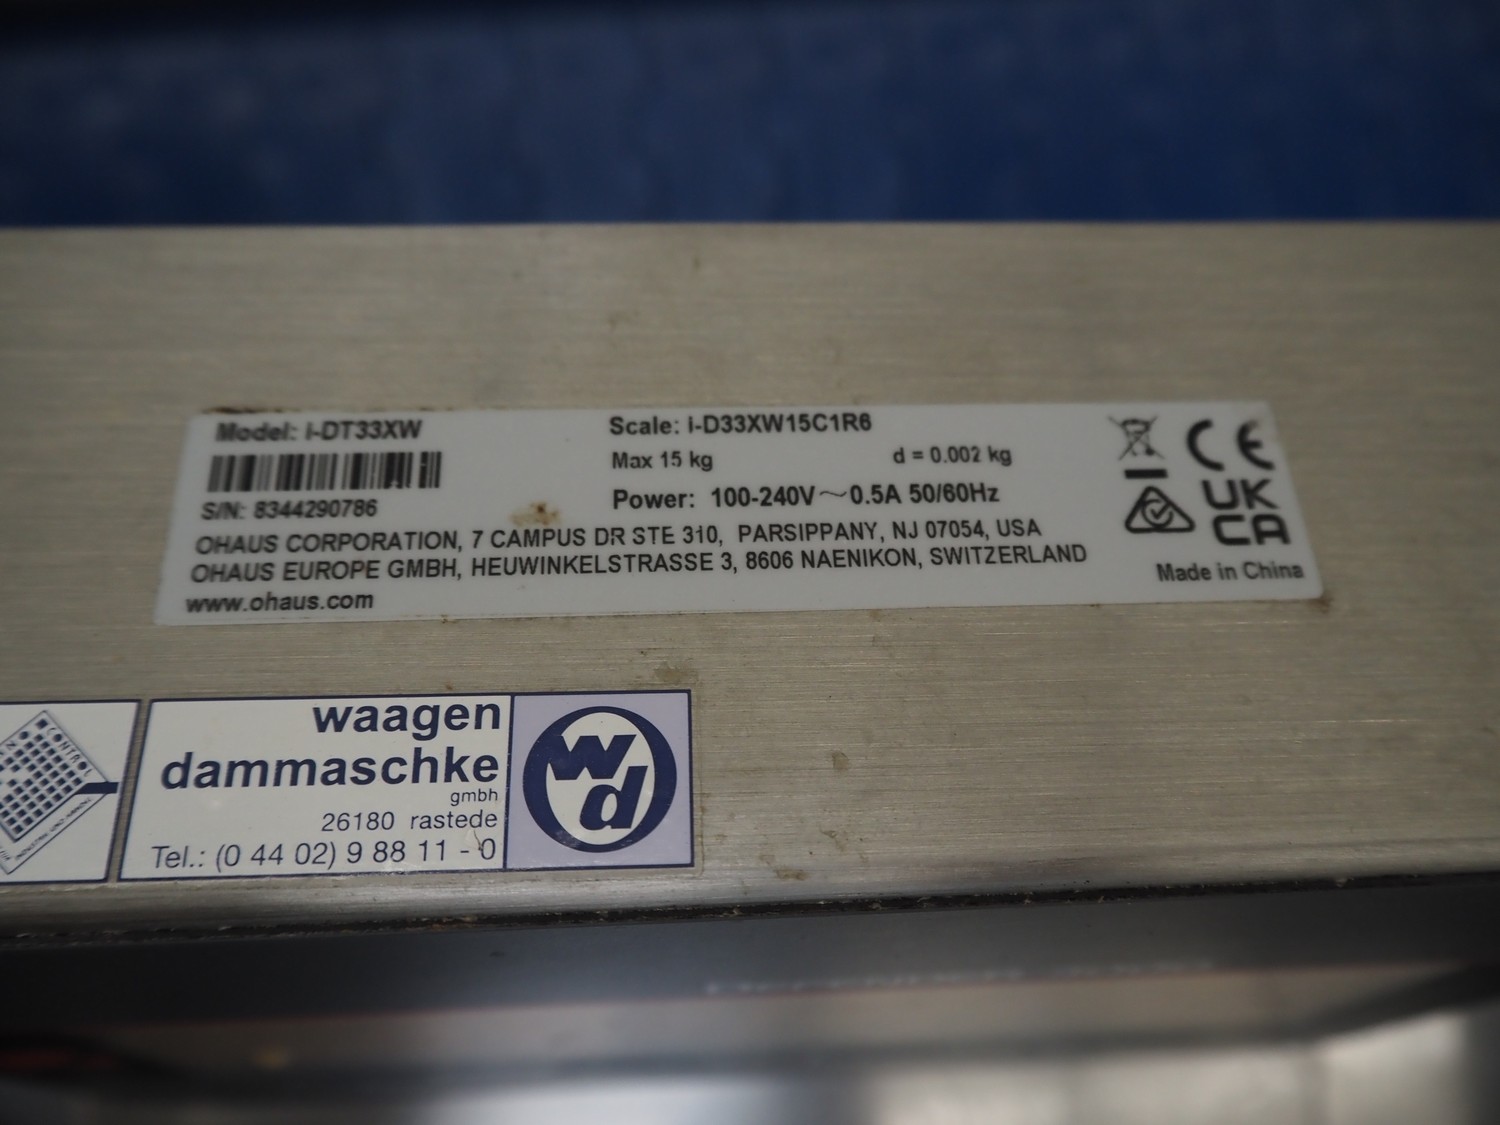 Model: i-DT33XW
S/N: 8344290786
Scale: i-D33XW15C1R6
Max 15 kg d = 0.002 kg
Power: 100-240V～0.5A 50/60Hz
OHAUS CORPORATION, 7 CAMPUS DR STE 310, PARSIPPANY, NJ 07054, USA
OHAUS EUROPE GMBH, HEUWINKELSTRASSE 3, 8606 NAENIKON, SWITZERLAND
www.ohaus.com
CE
UK
CA
Made in China
CONTROL
waagen
dammaschke
gmbh
26180 rastede
Tel.: (0 44 02) 9 88 11 - 0
wd